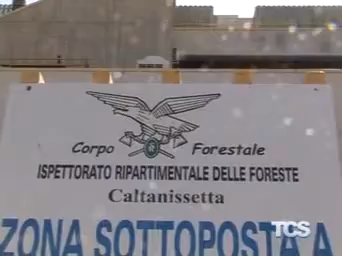 Corpo Forestale
ISPETTORATO RIPARTIMENTALE DELLE FORESTE
Caltanissetta
ZONA SOTTOPOSTA A
TCS